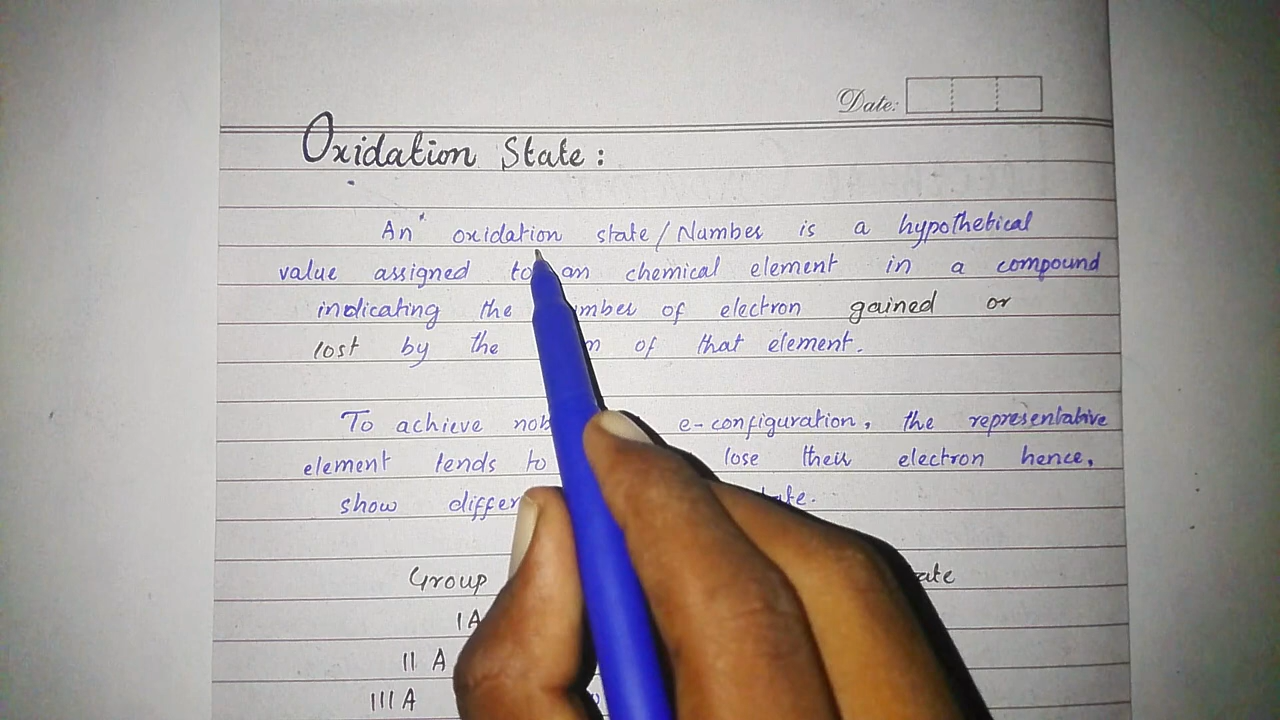 Date:
Oxidation State:
An oxidation state/Number is a hypothetical
value assigned to an chemical element in a compound
indicating the of electron gained or
lost by the of that element.
To achieve e-configuration, the representative
element tends to lose their electron hence,
show
Group
IA
II A
III A